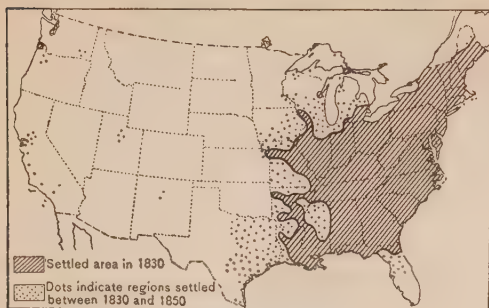 Settled area in 1830
Dots indicate regions settled
between 1830 and 1850